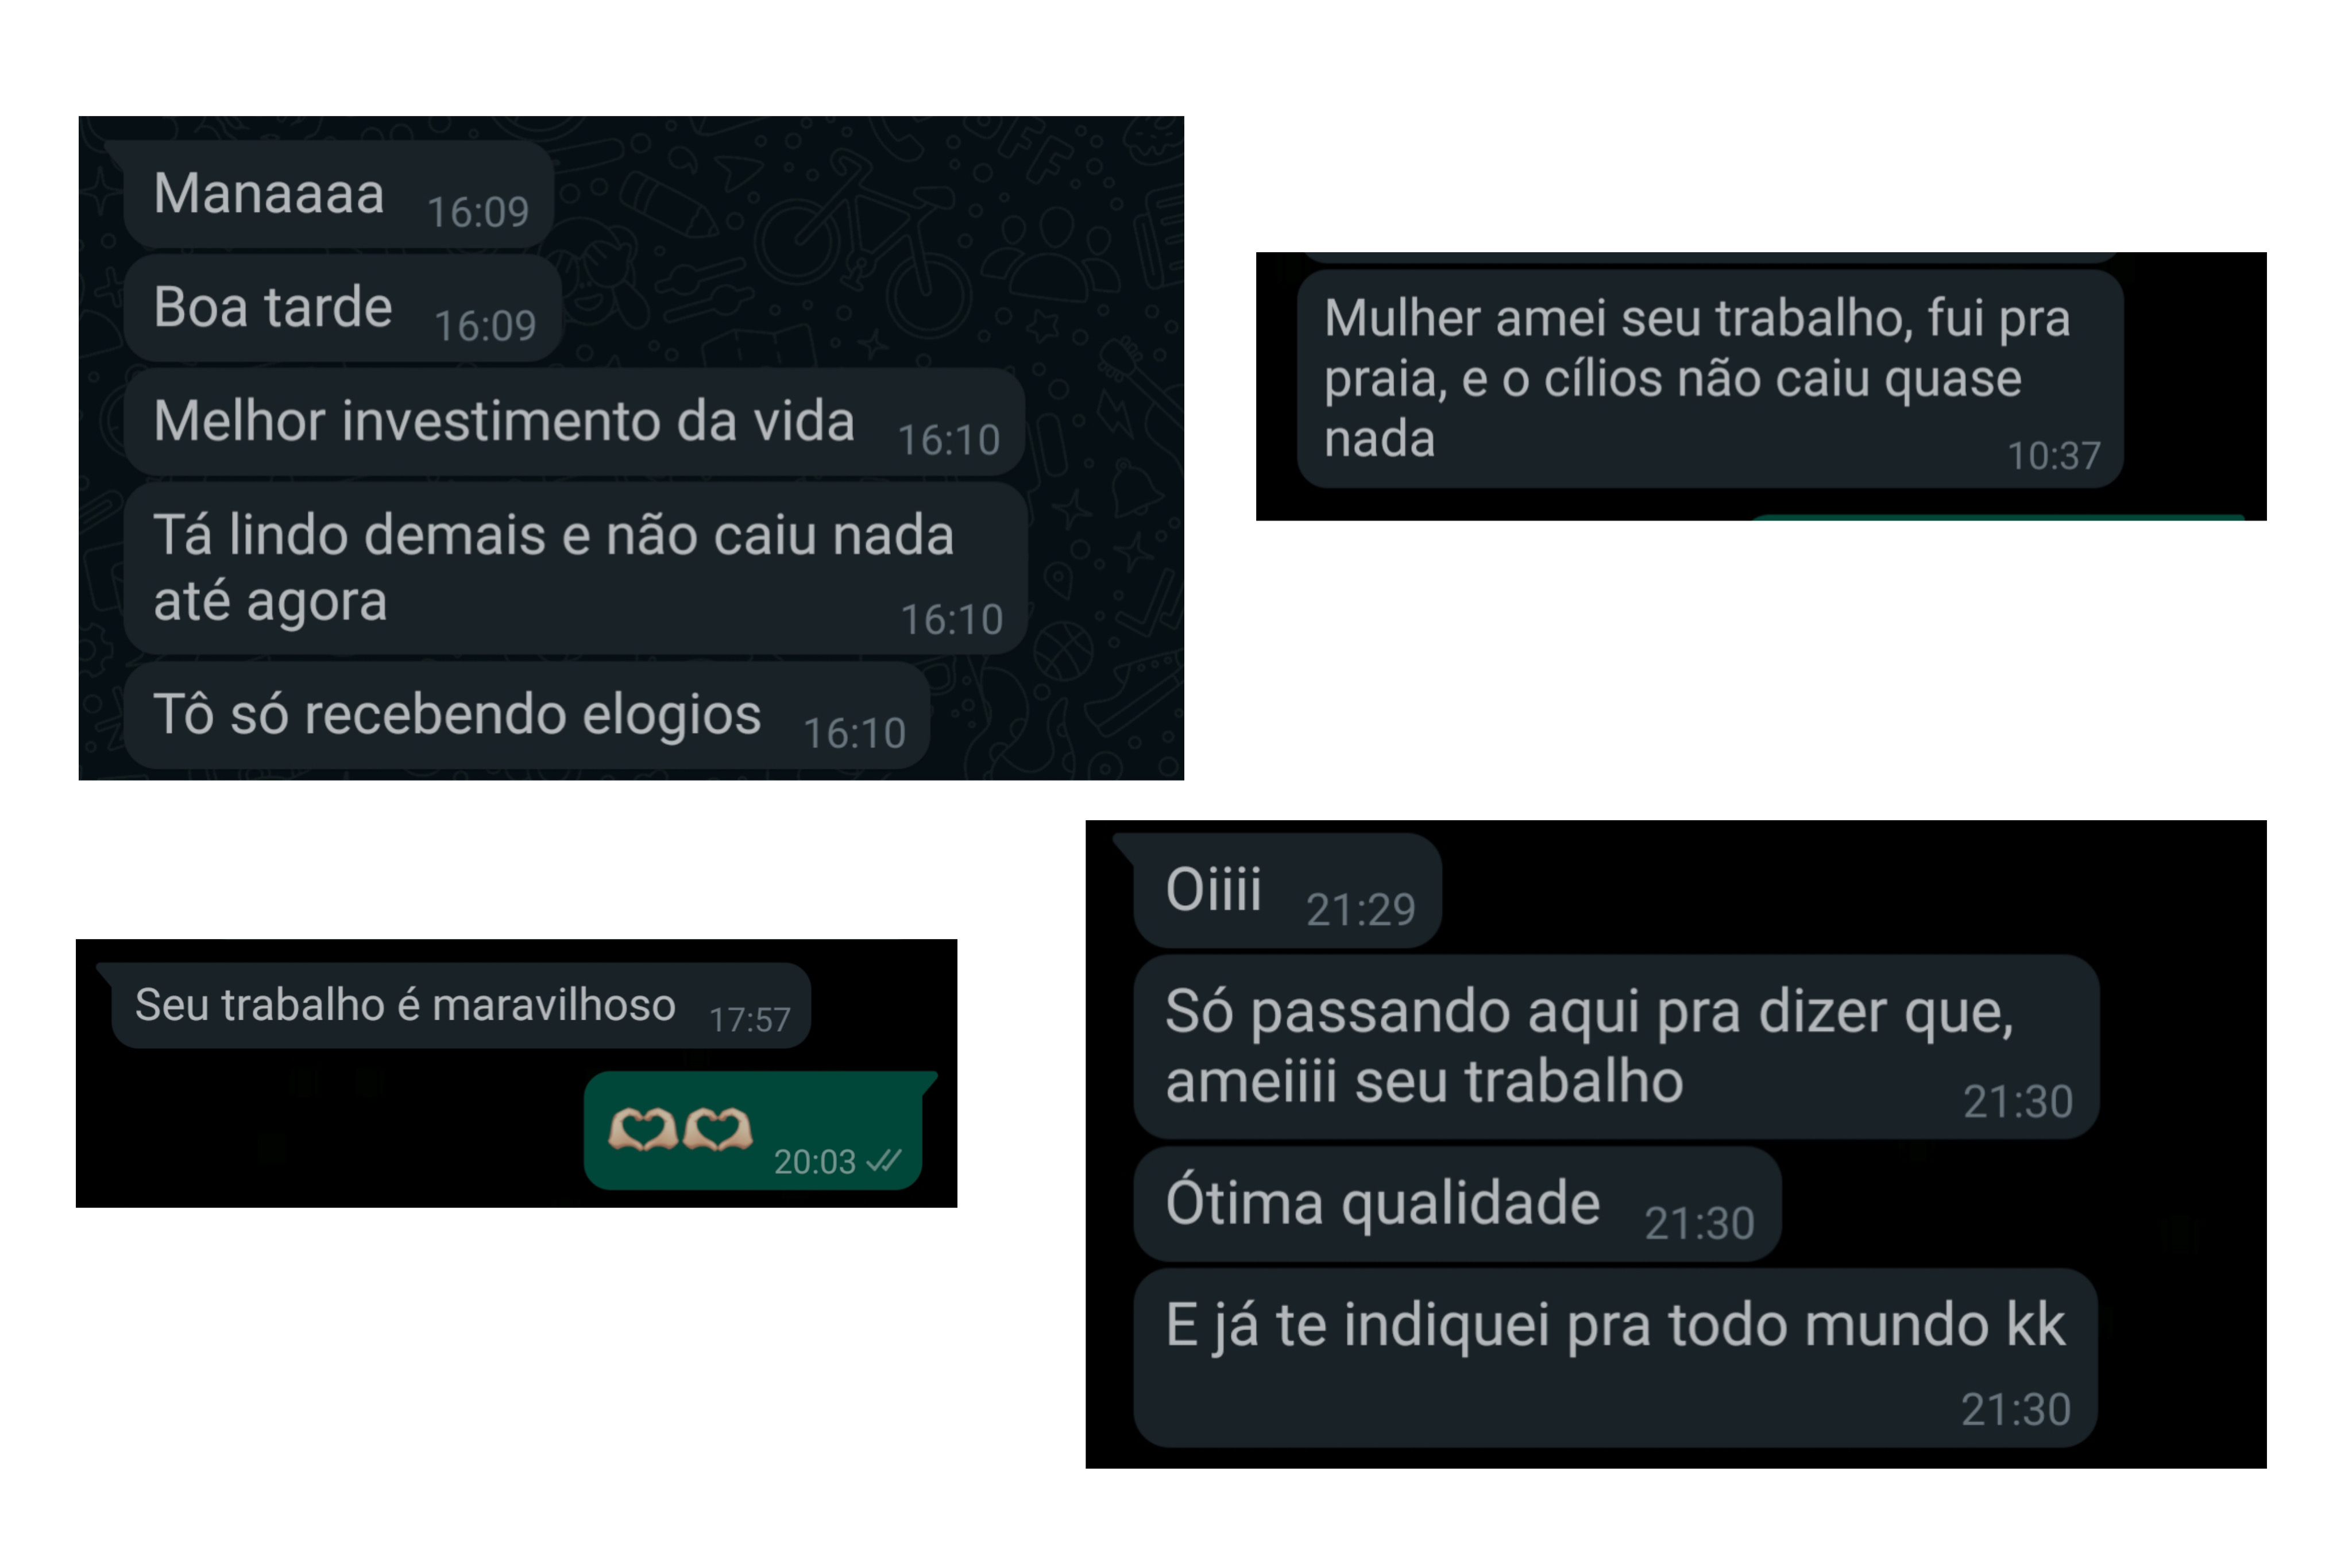 Manaaaa 16:09
Boa tarde 16:09
Melhor investimento da vida 16:10
Tá lindo demais e não caiu nada
até agora 16:10
Tô só recebendo elogios 16:10
Mulher amei seu trabalho, fui pra
praia, e o cílios não caiu quase
nada 10:37
Seu trabalho é maravilhoso 17:57
🫶🏼🫶🏼 20:03
Oiiii 21:29
Só passando aqui pra dizer que,
ameiiii seu trabalho 21:30
Ótima qualidade 21:30
E já te indiquei pra todo mundo kk
21:30